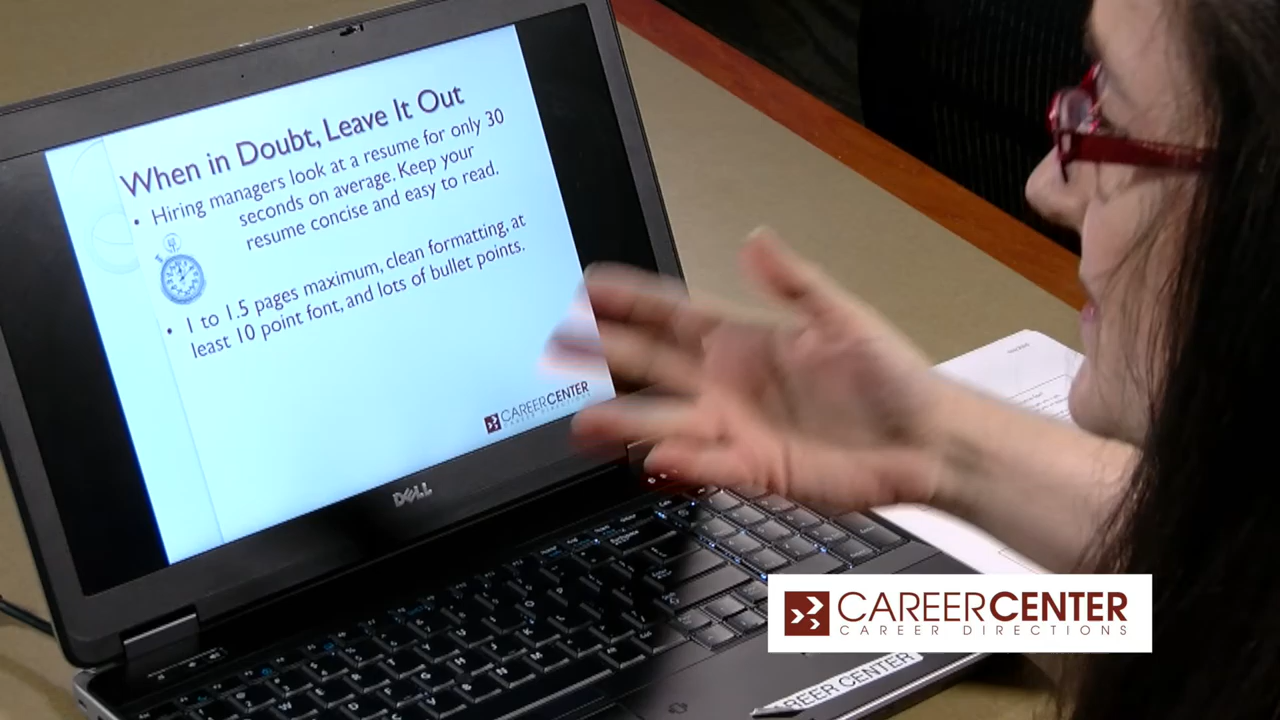 When in Doubt, Leave It Out
• Hiring managers look at a resume for only 30
seconds on average. Keep your
resume concise and easy to read.
• 1 to 1.5 pages maximum, clean formatting, at
least 10 point font, and lots of bullet points.
CAREERCENTER
CAREER DIRECTIONS
DELL
CAREERCENTER
CAREER DIRECTIONS
REER CENTER